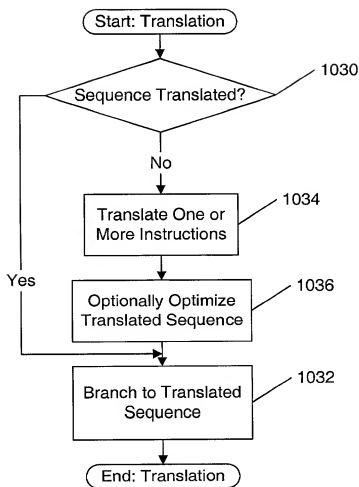 Start: Translation
1030
Sequence Translated?
No
1034
Translate One or
More Instructions
Yes
1036
Optionally Optimize
Translated Sequence
1032
Branch to Translated
Sequence
End: Translation